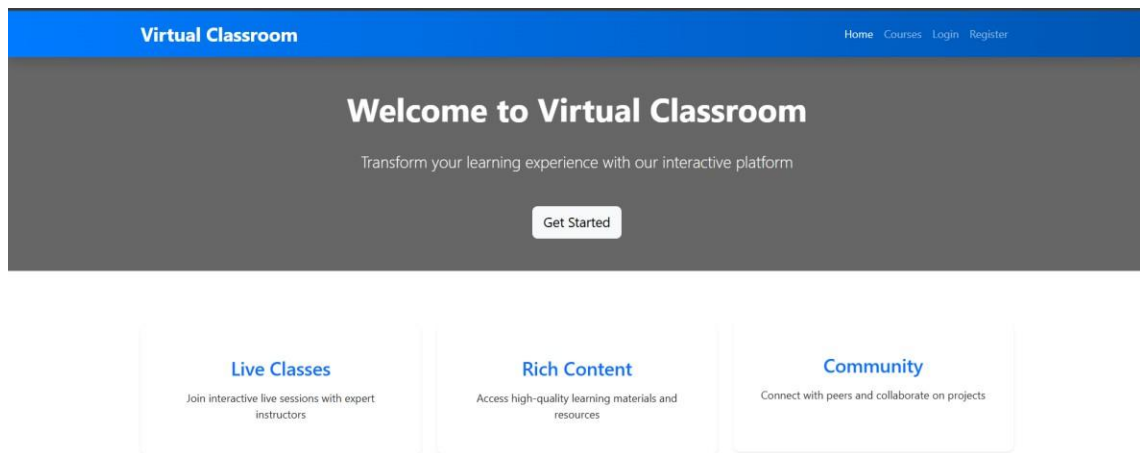 Virtual Classroom
Home Courses Login Register
Welcome to Virtual Classroom
Transform your learning experience with our interactive platform
Get Started
Live Classes
Join interactive live sessions with expert
instructors
Rich Content
Access high-quality learning materials and
resources
Community
Connect with peers and collaborate on projects